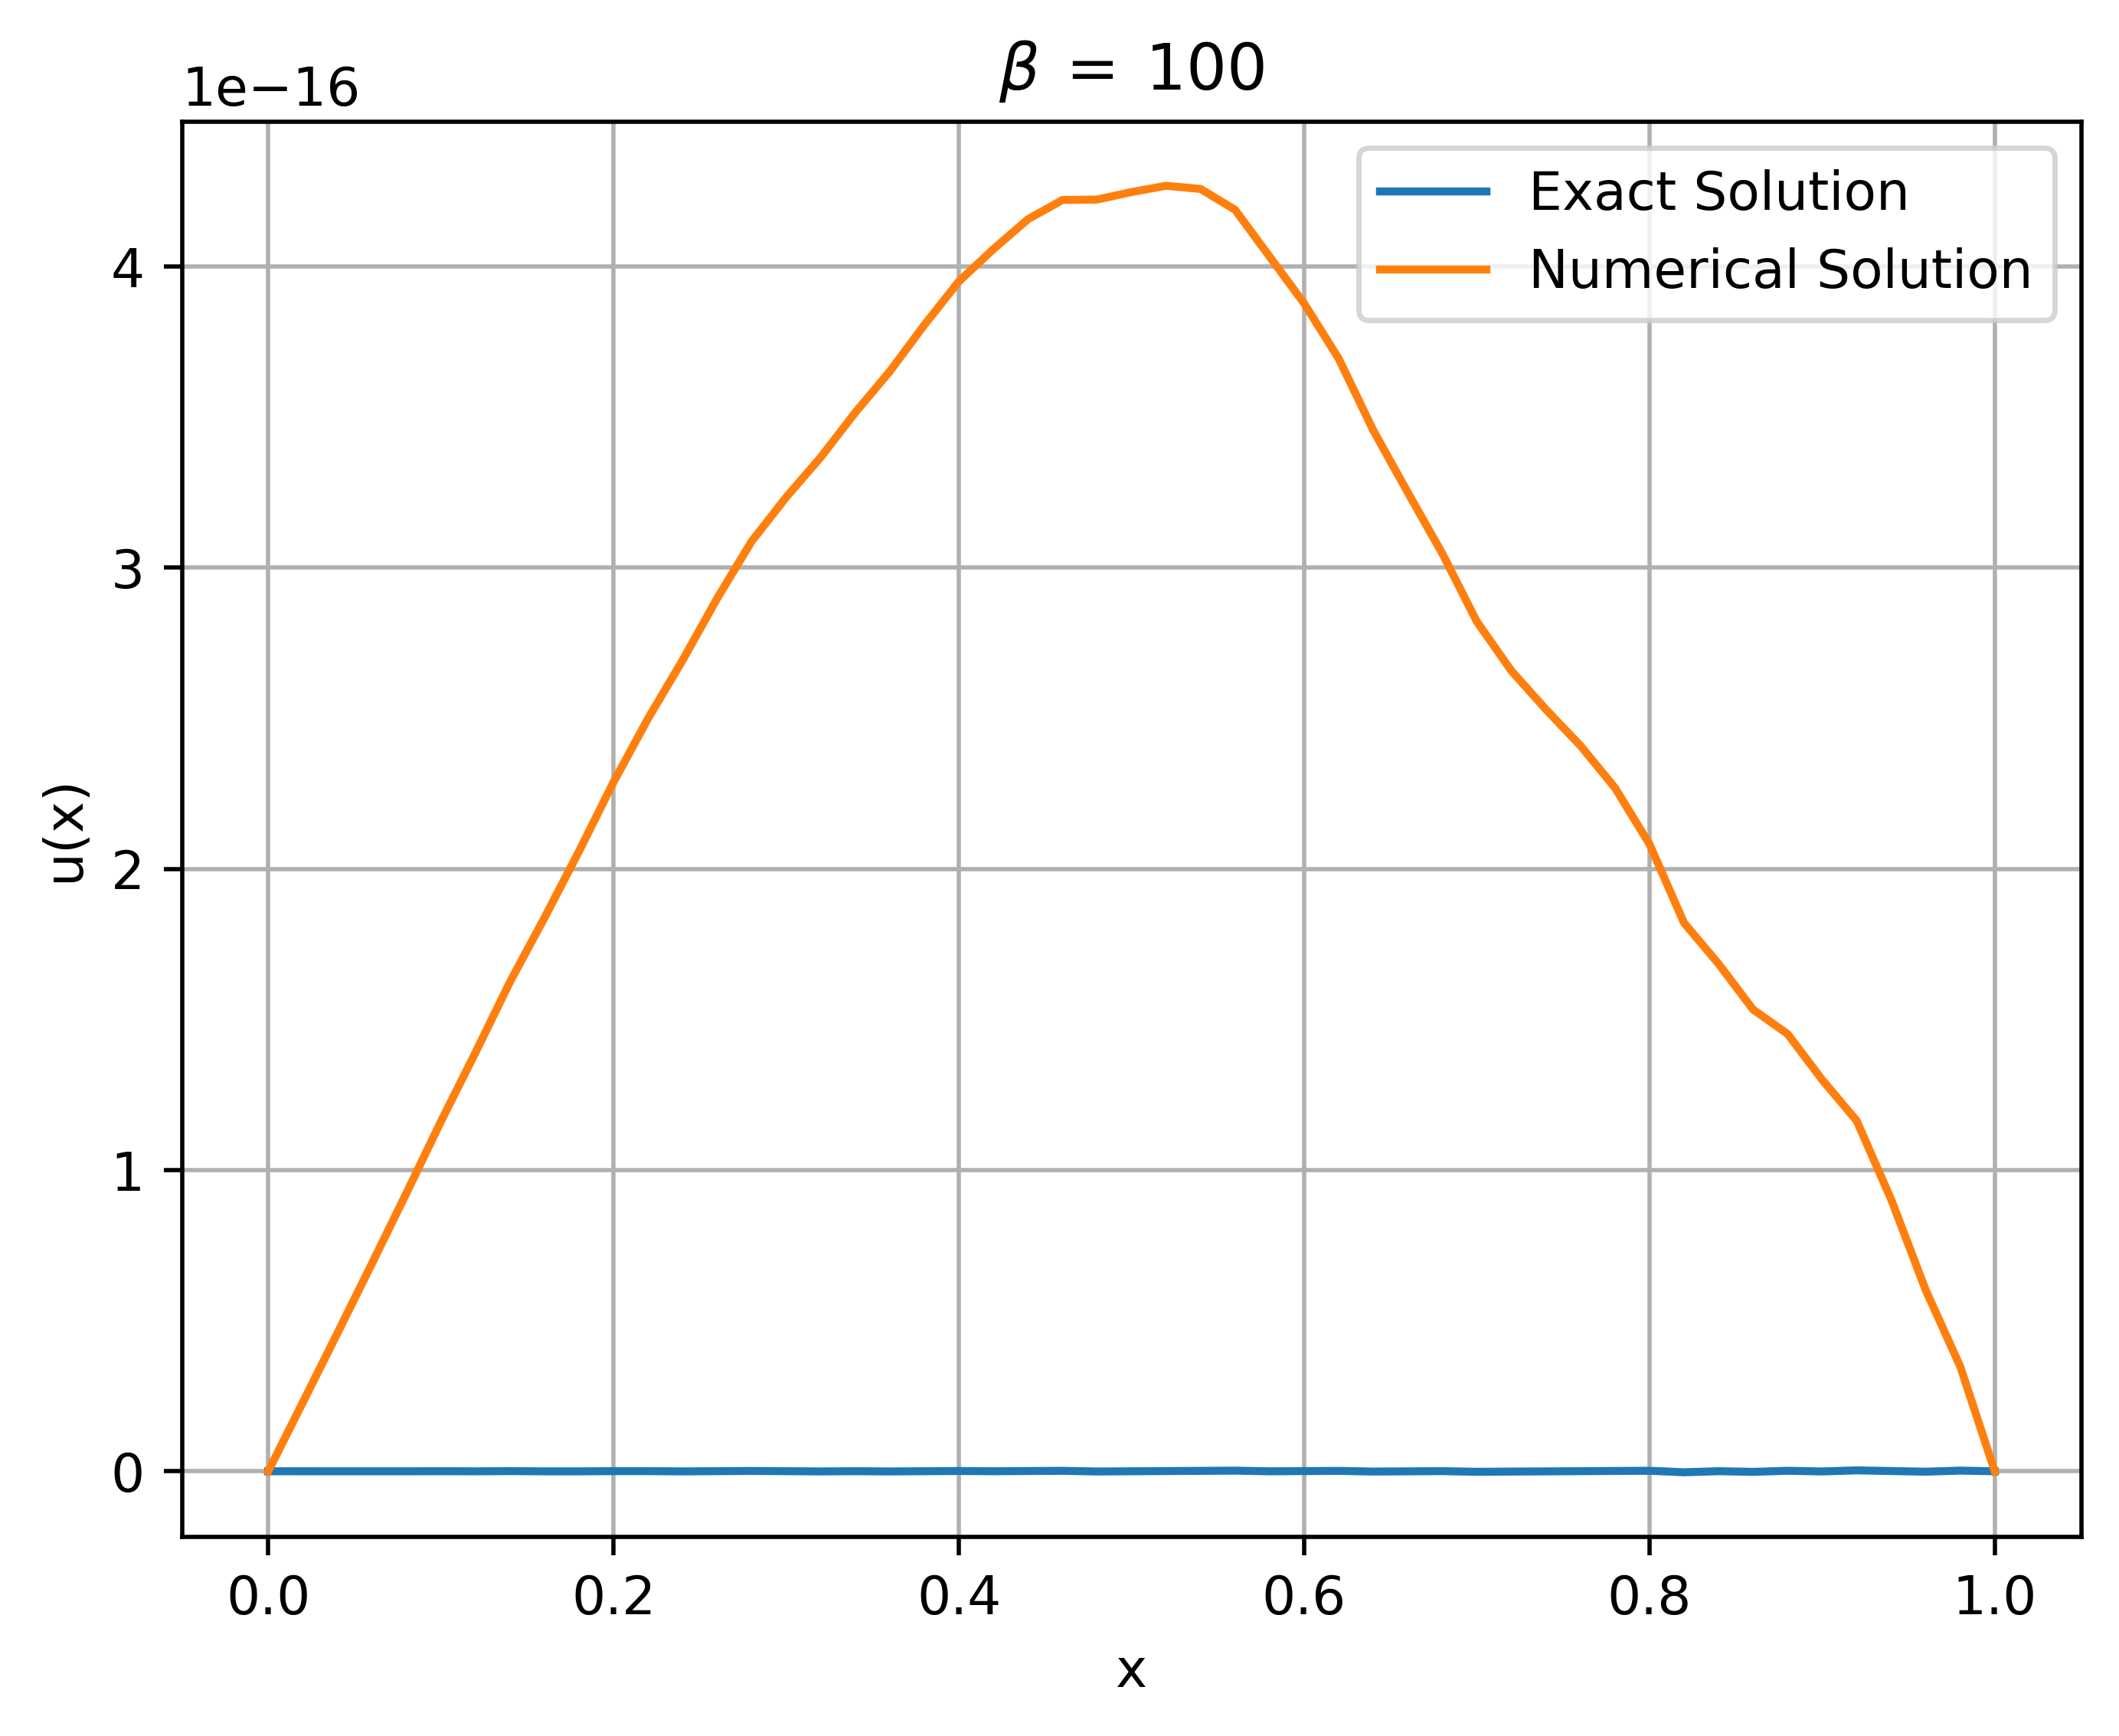 β = 100
1e−16
Exact Solution
Numerical Solution
4
3
2
1
0
u(x)
0.0 0.2 0.4 0.6 0.8 1.0
x